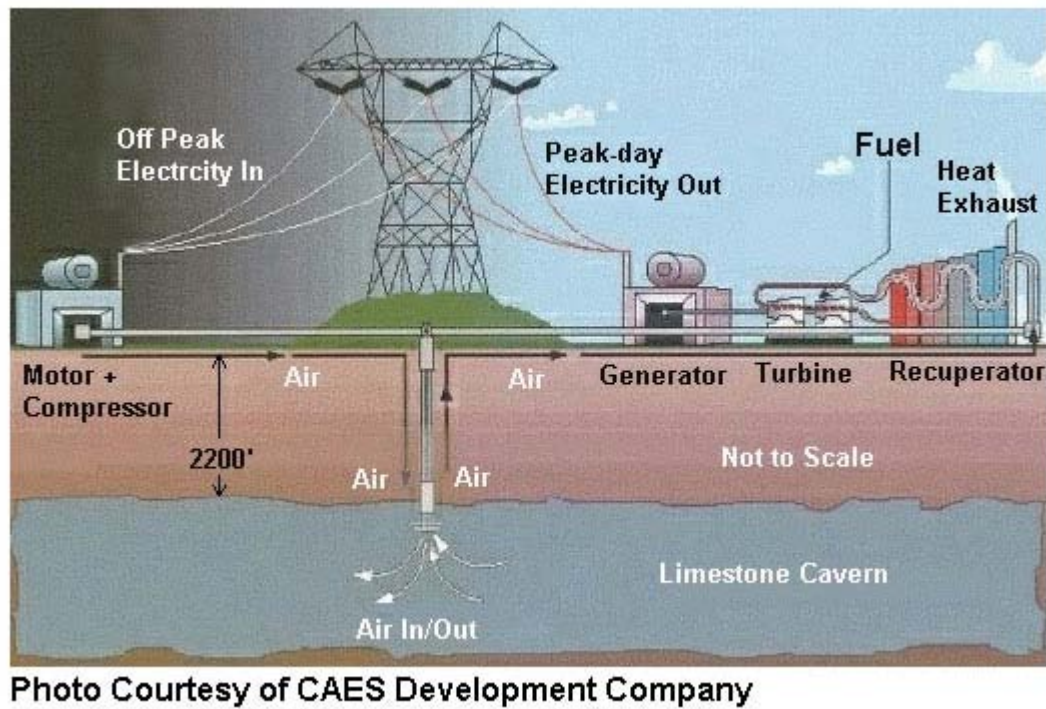 Off Peak
Electrcity In
Peak-day
Electricity Out
Fuel
Heat
Exhaust
Motor +
Compressor
Air
Air
Generator
Turbine
Recuperator
2200'
Air
Air
Not to Scale
Limestone Cavern
Air In/Out
Photo Courtesy of CAES Development Company